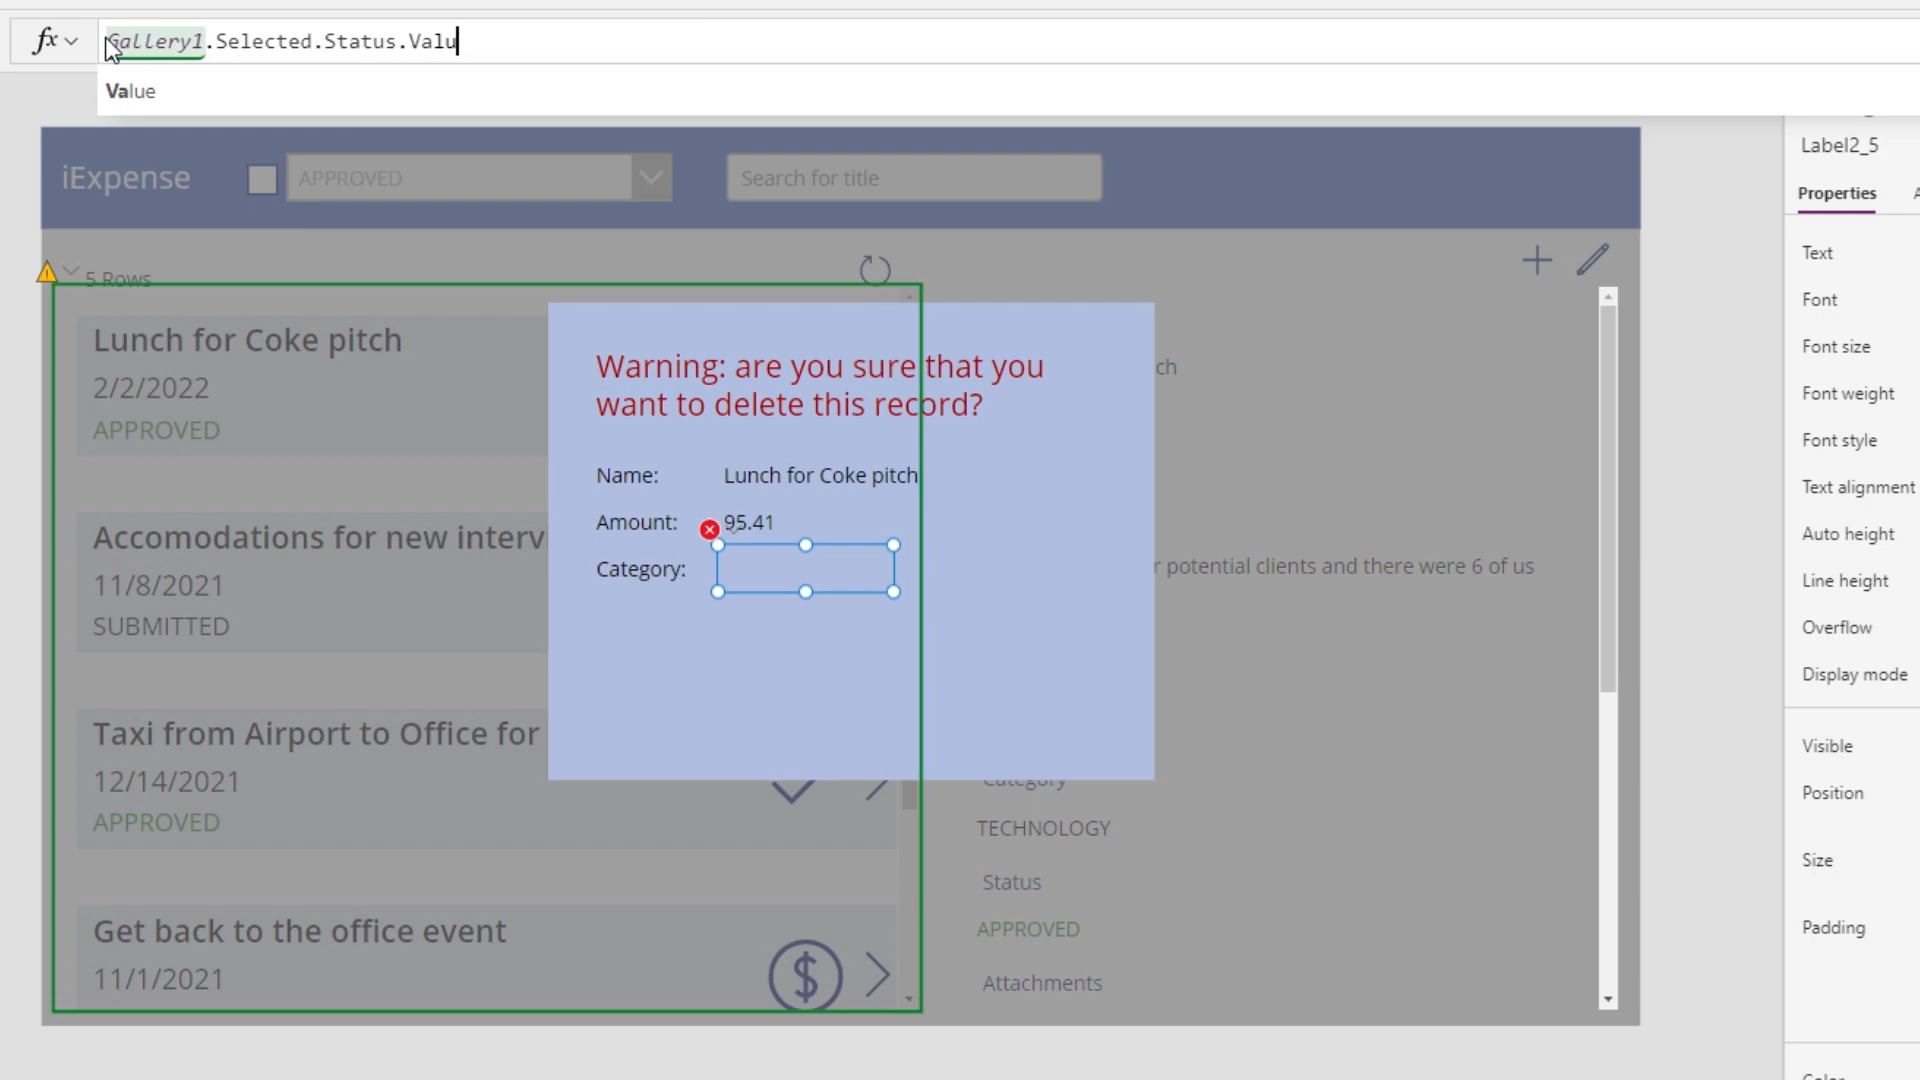 fx
Gallery1.Selected.Status.Valu
Value
Label2_5
iExpense
APPROVED
Search for title
Properties
5 Rows
Text
Font
Font size
Font weight
Font style
Text alignment
Auto height
Line height
Overflow
Display mode
Visible
Position
Size
Padding
Lunch for Coke pitch
2/2/2022
APPROVED
Accomodations for new interv
11/8/2021
SUBMITTED
Taxi from Airport to Office for
12/14/2021
APPROVED
Get back to the office event
11/1/2021
Warning: are you sure that you
want to delete this record?
Name: Lunch for Coke pitch
Amount: 95.41
Category:
ch
r potential clients and there were 6 of us
Category
TECHNOLOGY
Status
APPROVED
Attachments